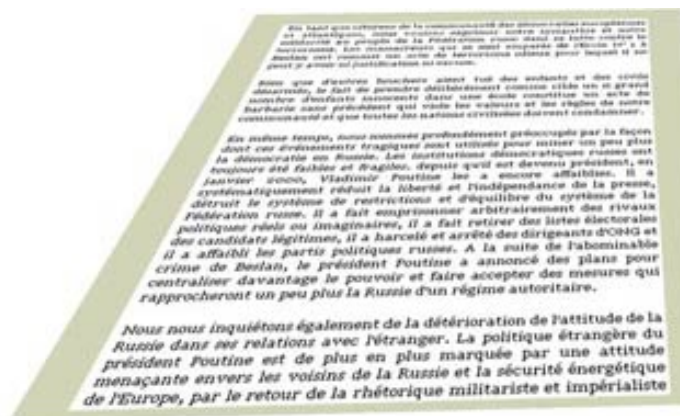 En tant que citoyens de la communauté des démocraties européennes
et atlantiques, nous voulons exprimer notre sympathie et notre
solidarité au peuple de la Fédération russe dans sa lutte contre le
terrorisme. Les massacreurs qui se sont emparés de l'école n° 1 à
Beslan ont commis un acte de terrorisme odieux pour lequel il ne
peut y avoir ni justification ni excuse.
Bien que d'autres bouchers aient tué des enfants et des civils
désarmés, le fait de prendre délibérément comme cible un si grand
nombre d'enfants innocents dans une école constitue un acte de
barbarie sans précédent qui viole les valeurs et les règles de notre
communauté et que toutes les nations civilisées doivent condamner.
En même temps, nous sommes profondément préoccupés par la façon
dont ces événements tragiques sont utilisés pour miner un peu plus
la démocratie en Russie. Les institutions démocratiques russes ont
toujours été faibles et fragiles. depuis qu'il est devenu président, en
janvier 2000, Vladimir Poutine les a encore affaiblies. il a
systématiquement réduit la liberté et l'indépendance de la presse,
détruit le système de restrictions et d'équilibre du système de la
Fédération russe. il a fait emprisonner arbitrairement des rivaux
politiques réels ou imaginaires, il a fait retirer des listes électorales
des candidats légitimes, il a harcelé et arrêté des dirigeants d'ONG et
il a affaibli les partis politiques russes. A la suite de l'abominable
crime de Beslan, le président Poutine a annoncé des plans pour
centraliser davantage le pouvoir et faire accepter des mesures qui
rapprocheront un peu plus la Russie d'un régime autoritaire.
Nous nous inquiétons également de la détérioration de l'attitude de la
Russie dans ses relations avec l'étranger. La politique étrangère du
président Poutine est de plus en plus marquée par une attitude
menaçante envers les voisins de la Russie et la sécurité énergétique
de l'Europe, par le retour de la rhétorique militariste et impérialiste